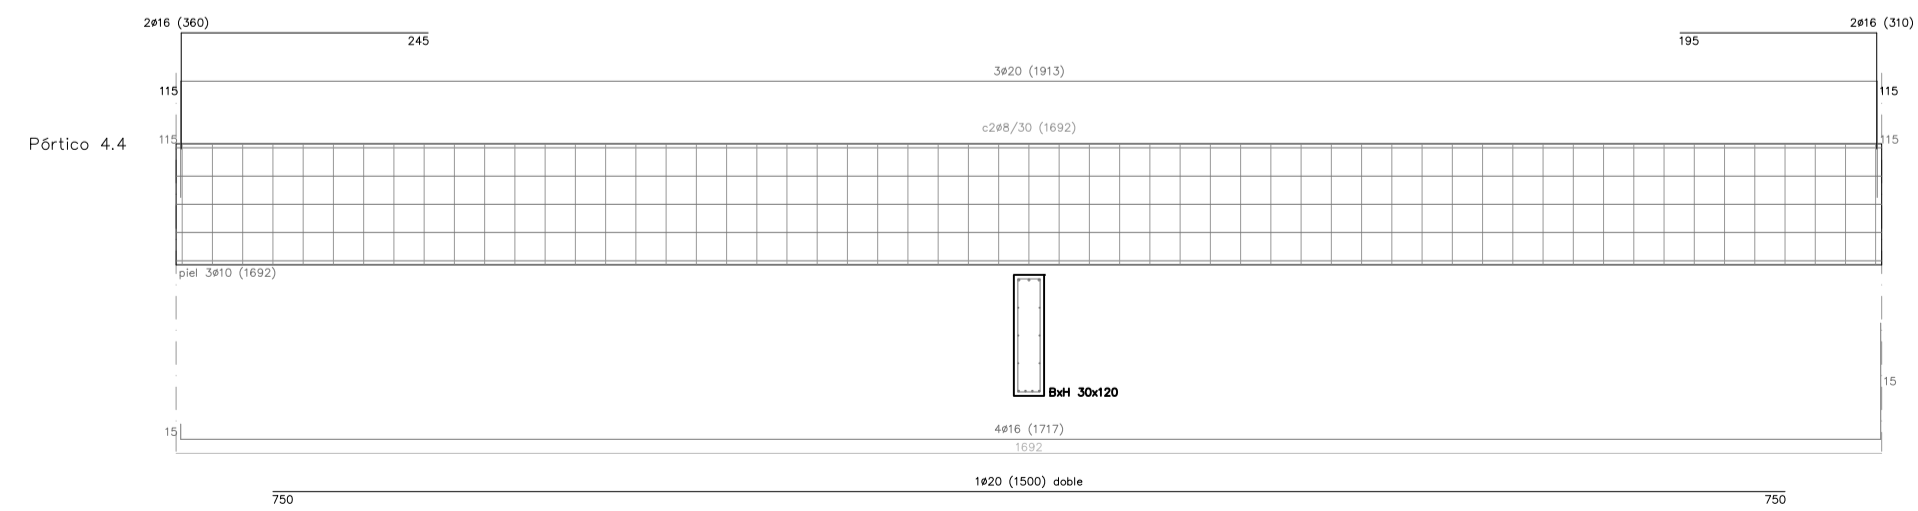 2ø16 (360)
2ø16 (310)
245
195
3ø20 (1913)
115
115
c2ø8/30 (1692)
Pórtico 4.4
115
115
piel 3ø10 (1692)
BxH 30x120
15
15
4ø16 (1717)
1692
1ø20 (1500) doble
750
750